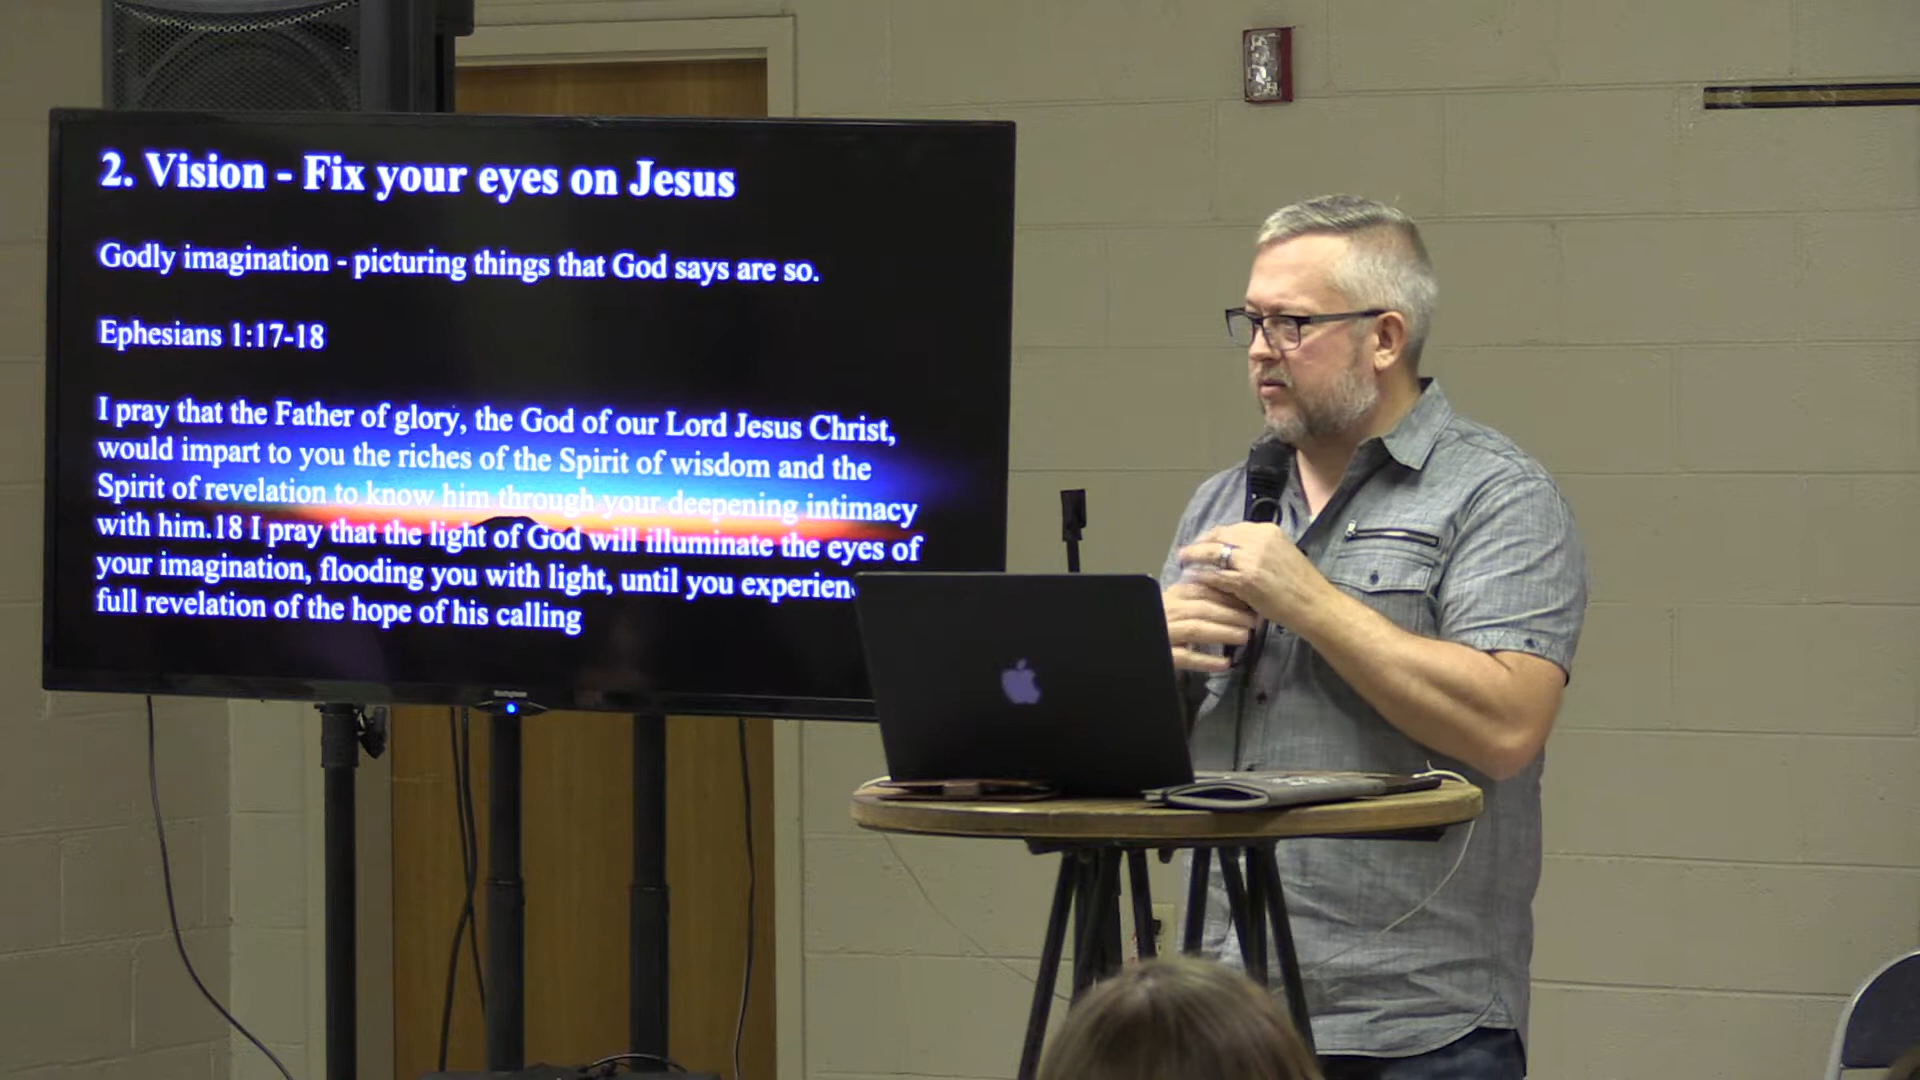 2. Vision - Fix your eyes on Jesus
Godly imagination - picturing things that God says are so.
Ephesians 1:17-18
I pray that the Father of glory, the God of our Lord Jesus Christ,
would impart to you the riches of the Spirit of wisdom and the
Spirit of revelation to know him through your deepening intimacy
with him.18 I pray that the light of God will illuminate the eyes of
your imagination, flooding you with light, until you experien
full revelation of the hope of his calling